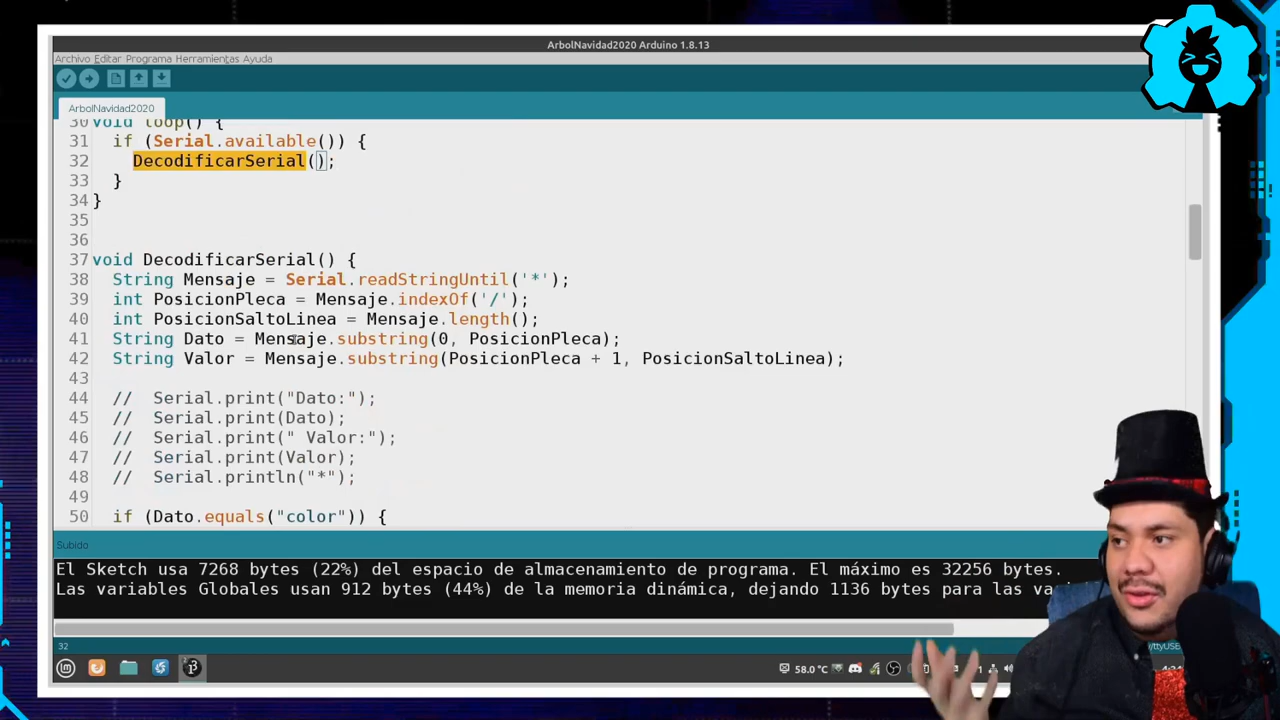 ArbolNavidad2020 Arduino 1.8.13
Archivo Editar Programa Herramientas Ayuda
ArbolNavidad2020
30 void loop() {
31 if (Serial.available()) {
32 DecodificarSerial();
33 }
34 }
35
36
37 void DecodificarSerial() {
38 String Mensaje = Serial.readStringUntil('*');
39 int PosicionPleca = Mensaje.indexOf('/');
40 int PosicionSaltoLinea = Mensaje.length();
41 String Dato = Mensaje.substring(0, PosicionPleca);
42 String Valor = Mensaje.substring(PosicionPleca + 1, PosicionSaltoLinea);
43
44 // Serial.print("Dato:");
45 // Serial.print(Dato);
46 // Serial.print(" Valor:");
47 // Serial.print(Valor);
48 // Serial.println("*");
49
50 if (Dato.equals("color")) {
Subido
El Sketch usa 7268 bytes (22%) del espacio de almacenamiento de programa. El máximo es 32256 bytes.
Las variables Globales usan 912 bytes (44%) de la memoria dinámica, dejando 1136 bytes para las va
32
58.0 °C